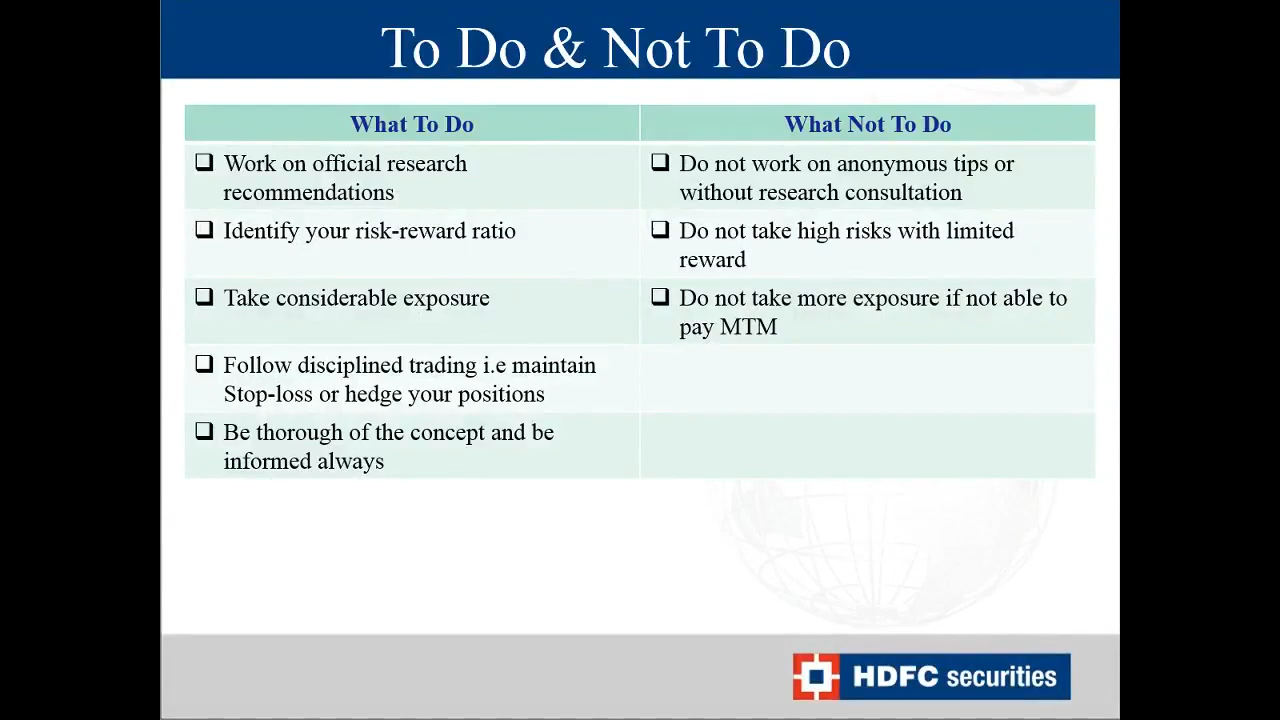 To Do & Not To Do
What To Do
What Not To Do
Work on official research
recommendations
Do not work on anonymous tips or
without research consultation
Identify your risk-reward ratio
Do not take high risks with limited
reward
Take considerable exposure
Do not take more exposure if not able to
pay MTM
Follow disciplined trading i.e maintain
Stop-loss or hedge your positions
Be thorough of the concept and be
informed always
HDFC securities